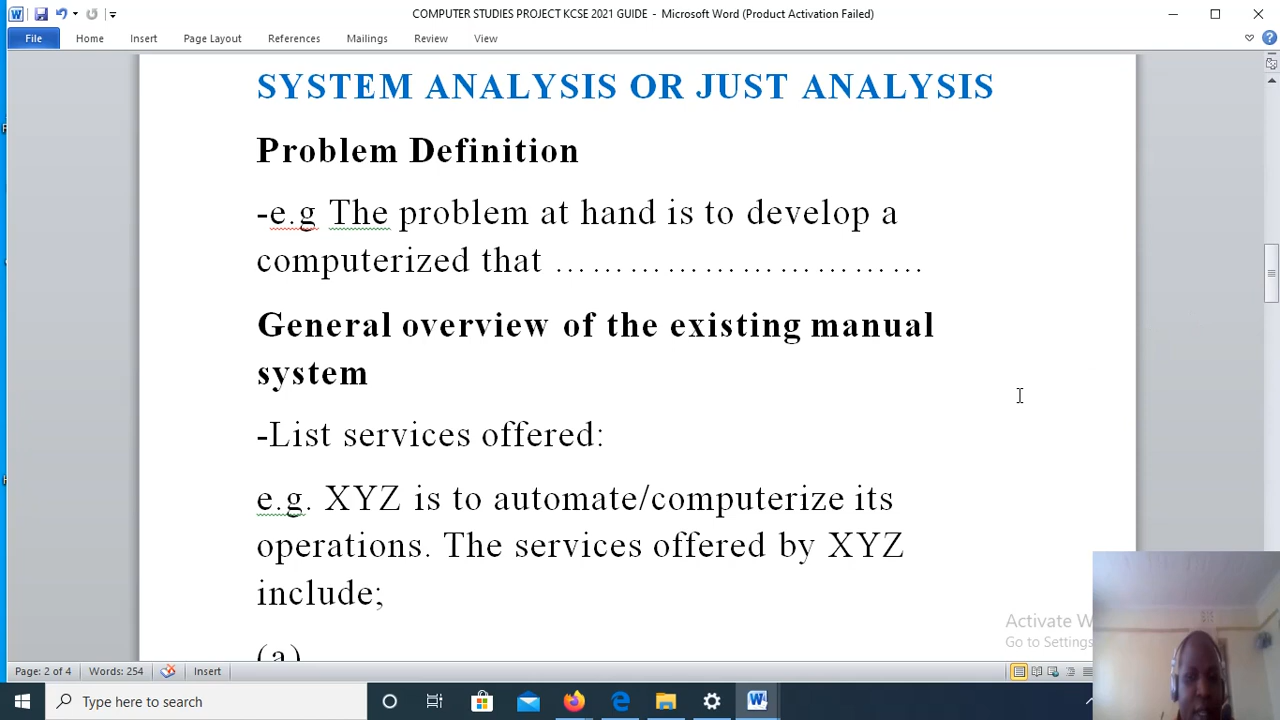 COMPUTER STUDIES PROJECT KCSE 2021 GUIDE - Microsoft Word (Product Activation Failed)
File Home Insert Page Layout References Mailings Review View
SYSTEM ANALYSIS OR JUST ANALYSIS
Problem Definition
-e.g The problem at hand is to develop a
computerized that …………………………
General overview of the existing manual
system
-List services offered:
e.g. XYZ is to automate/computerize its
operations. The services offered by XYZ
include;
(a)
Activate W
Go to Settings
Page: 2 of 4 Words: 254 Insert
Type here to search